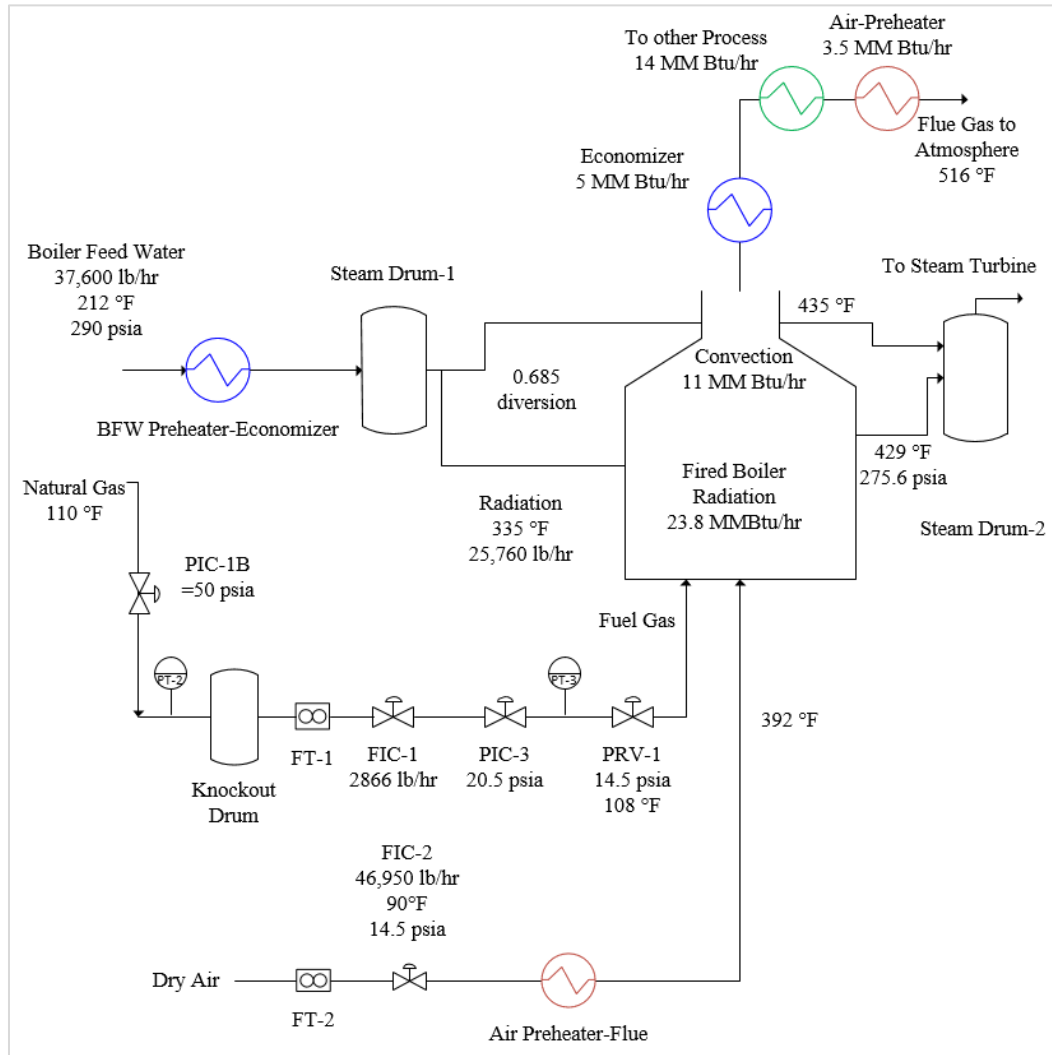 Air-Preheater
3.5 MM Btu/hr
To other Process
14 MM Btu/hr
Flue Gas to
Atmosphere
516 °F
Economizer
5 MM Btu/hr
Boiler Feed Water
37,600 lb/hr
212 °F
290 psia
Steam Drum-1
To Steam Turbine
435 °F
Convection
11 MM Btu/hr
0.685
diversion
BFW Preheater-Economizer
429 °F
275.6 psia
Fired Boiler
Radiation
23.8 MMBtu/hr
Steam Drum-2
Natural Gas
110 °F
Radiation
335 °F
25,760 lb/hr
PIC-1B
=50 psia
Fuel Gas
PT-2
PT-3
392 °F
FT-1
FIC-1
2866 lb/hr
PIC-3
20.5 psia
PRV-1
14.5 psia
108 °F
Knockout
Drum
FIC-2
46,950 lb/hr
90°F
14.5 psia
Dry Air
FT-2
Air Preheater-Flue